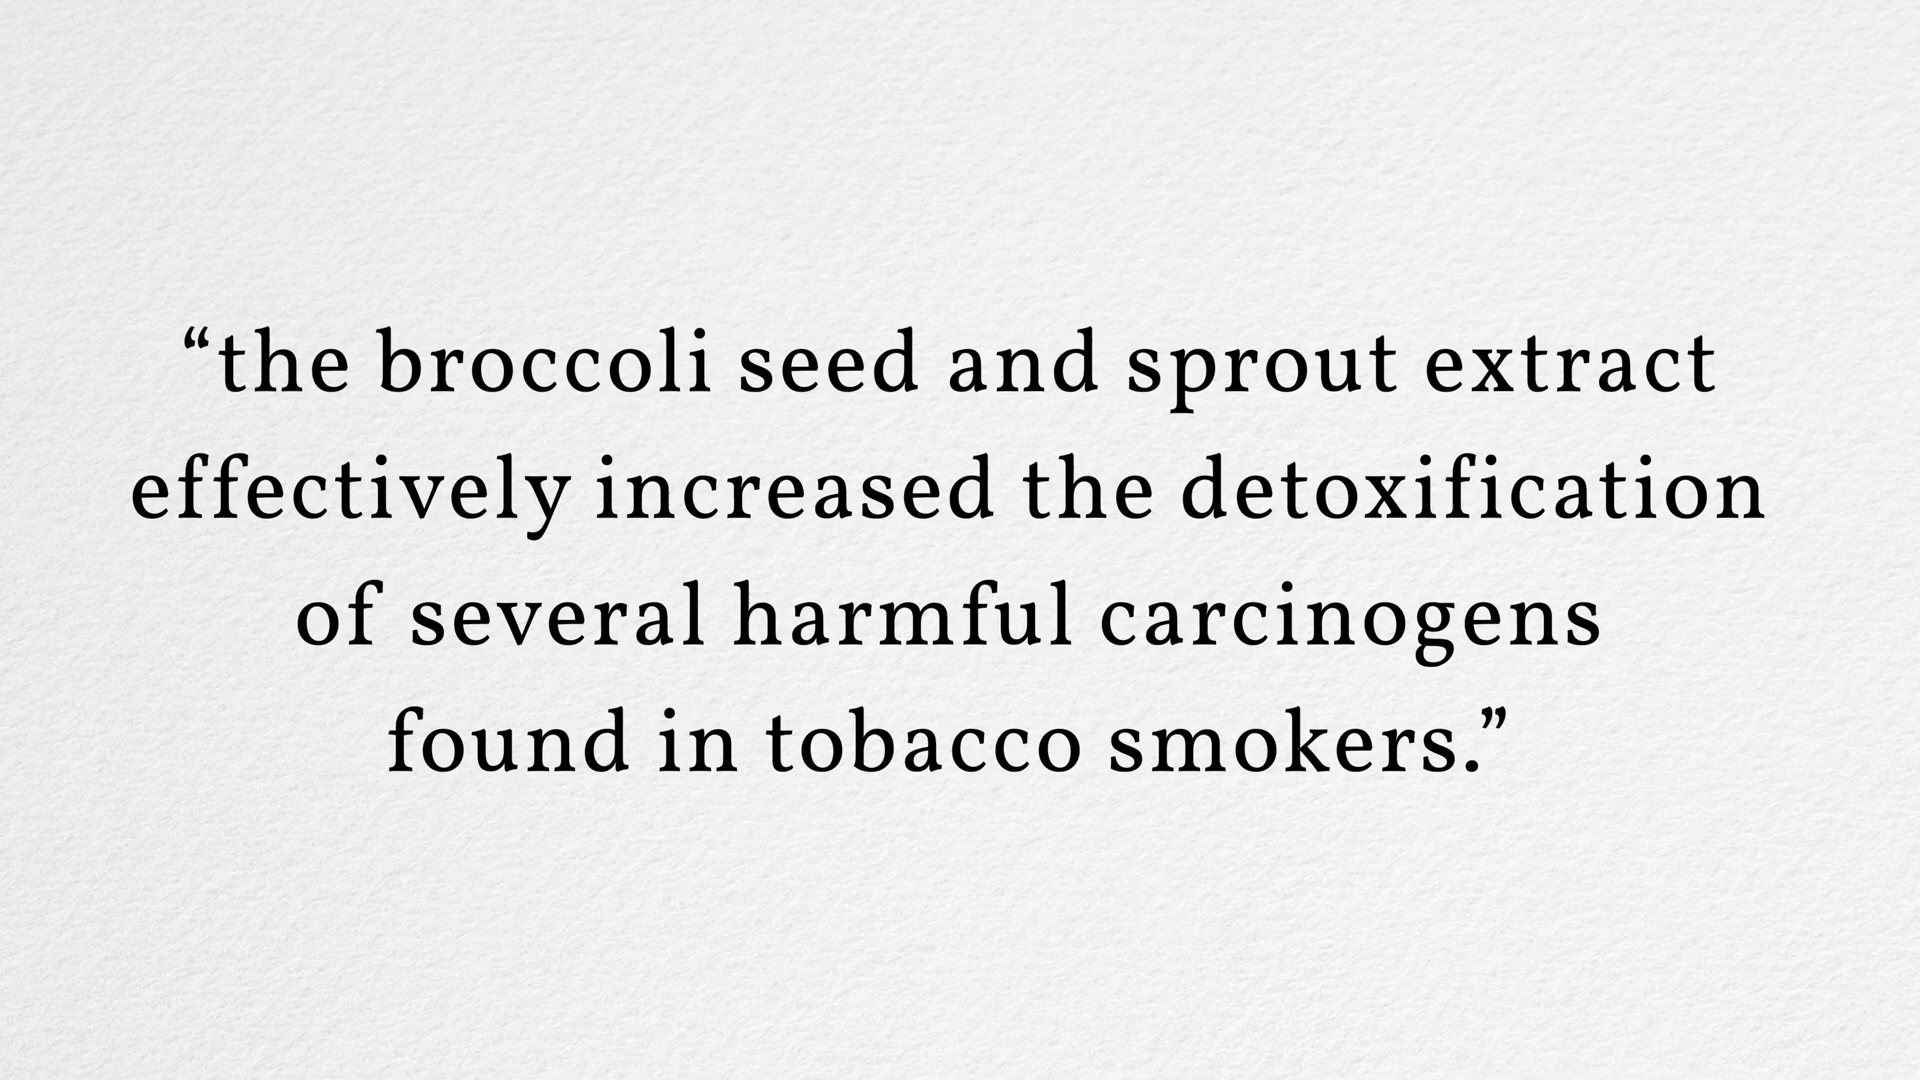 “the broccoli seed and sprout extract
effectively increased the detoxification
of several harmful carcinogens
found in tobacco smokers.”